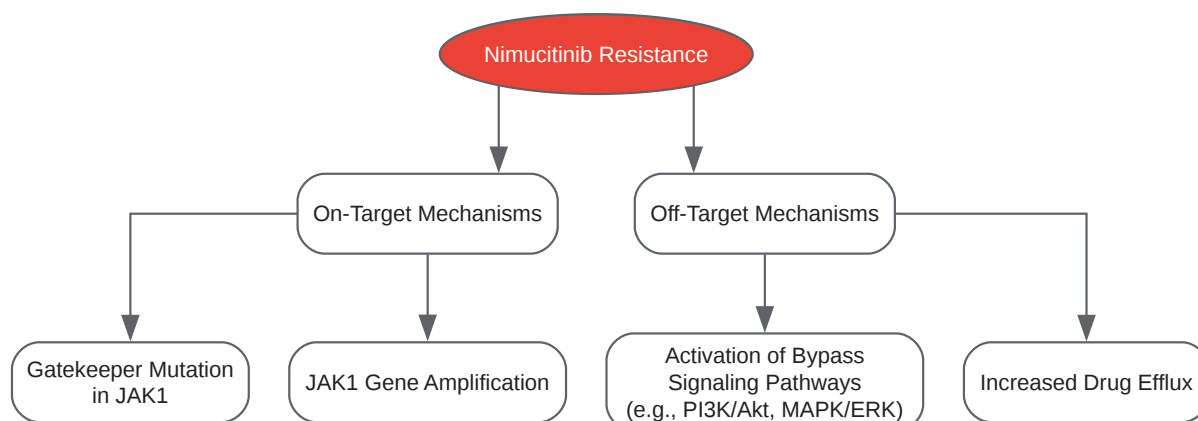 Nimucitinib Resistance
On-Target Mechanisms
Off-Target Mechanisms
Gatekeeper Mutation
in JAK1
JAK1 Gene Amplification
Activation of Bypass
Signaling Pathways
(e.g., PI3K/Akt, MAPK/ERK)
Increased Drug Efflux